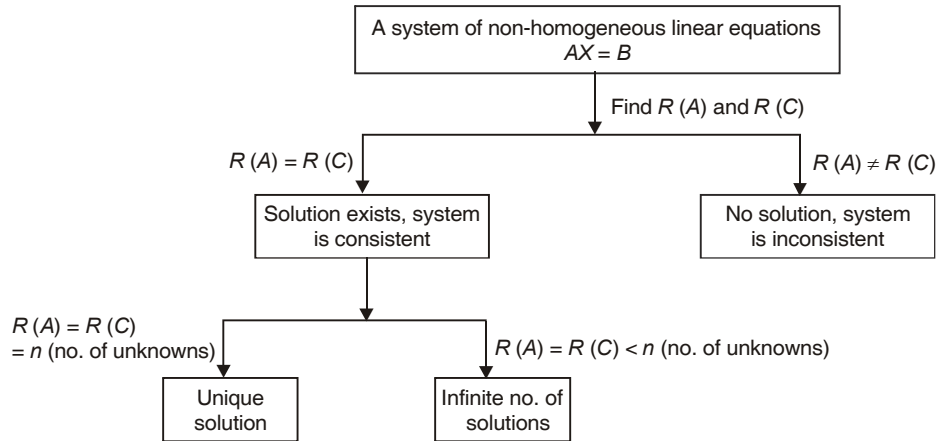 A system of non-homogeneous linear equations
AX = B
Find R (A) and R (C)
R (A) = R (C)
R (A) ≠ R (C)
Solution exists, system
is consistent
No solution, system
is inconsistent
R (A) = R (C)
= n (no. of unknowns)
R (A) = R (C) < n (no. of unknowns)
Unique
solution
Infinite no. of
solutions